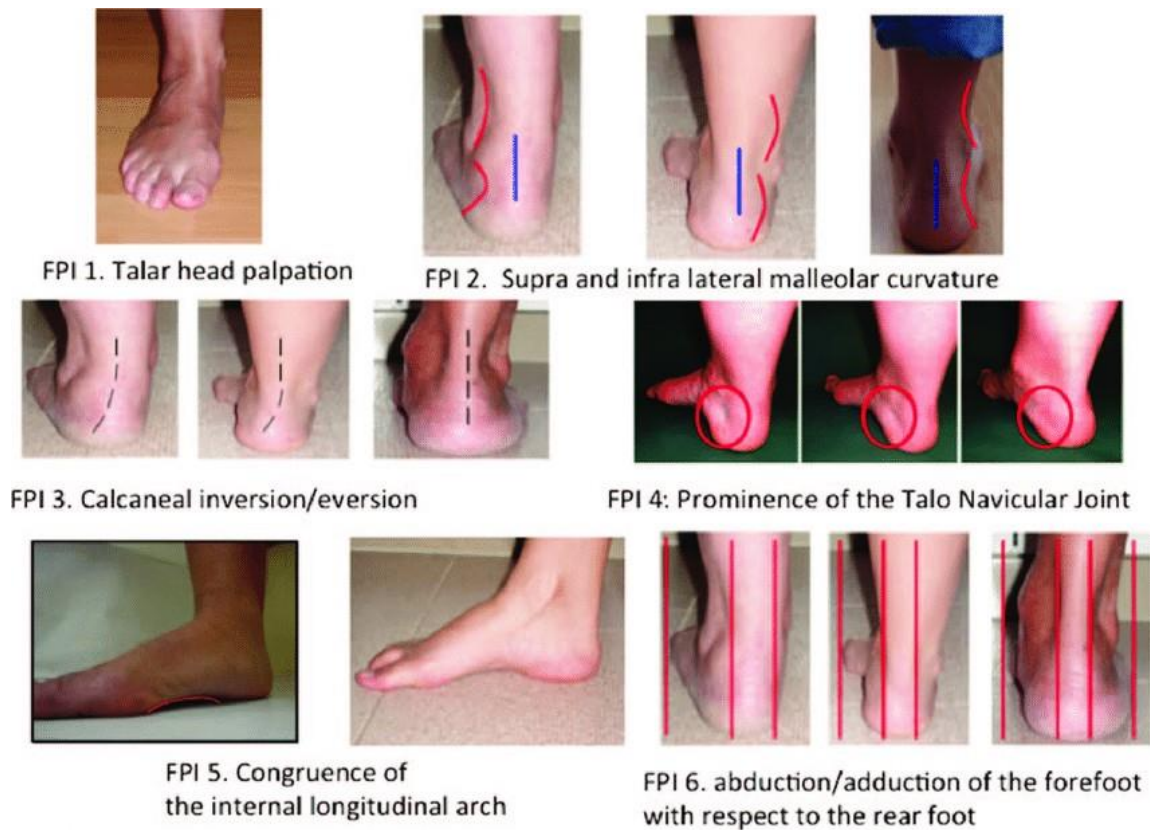 FPI 1. Talar head palpation
FPI 2. Supra and infra lateral malleolar curvature
FPI 3. Calcaneal inversion/eversion
FPI 4: Prominence of the Talo Navicular Joint
FPI 5. Congruence of
the internal longitudinal arch
FPI 6. abduction/adduction of the forefoot
with respect to the rear foot